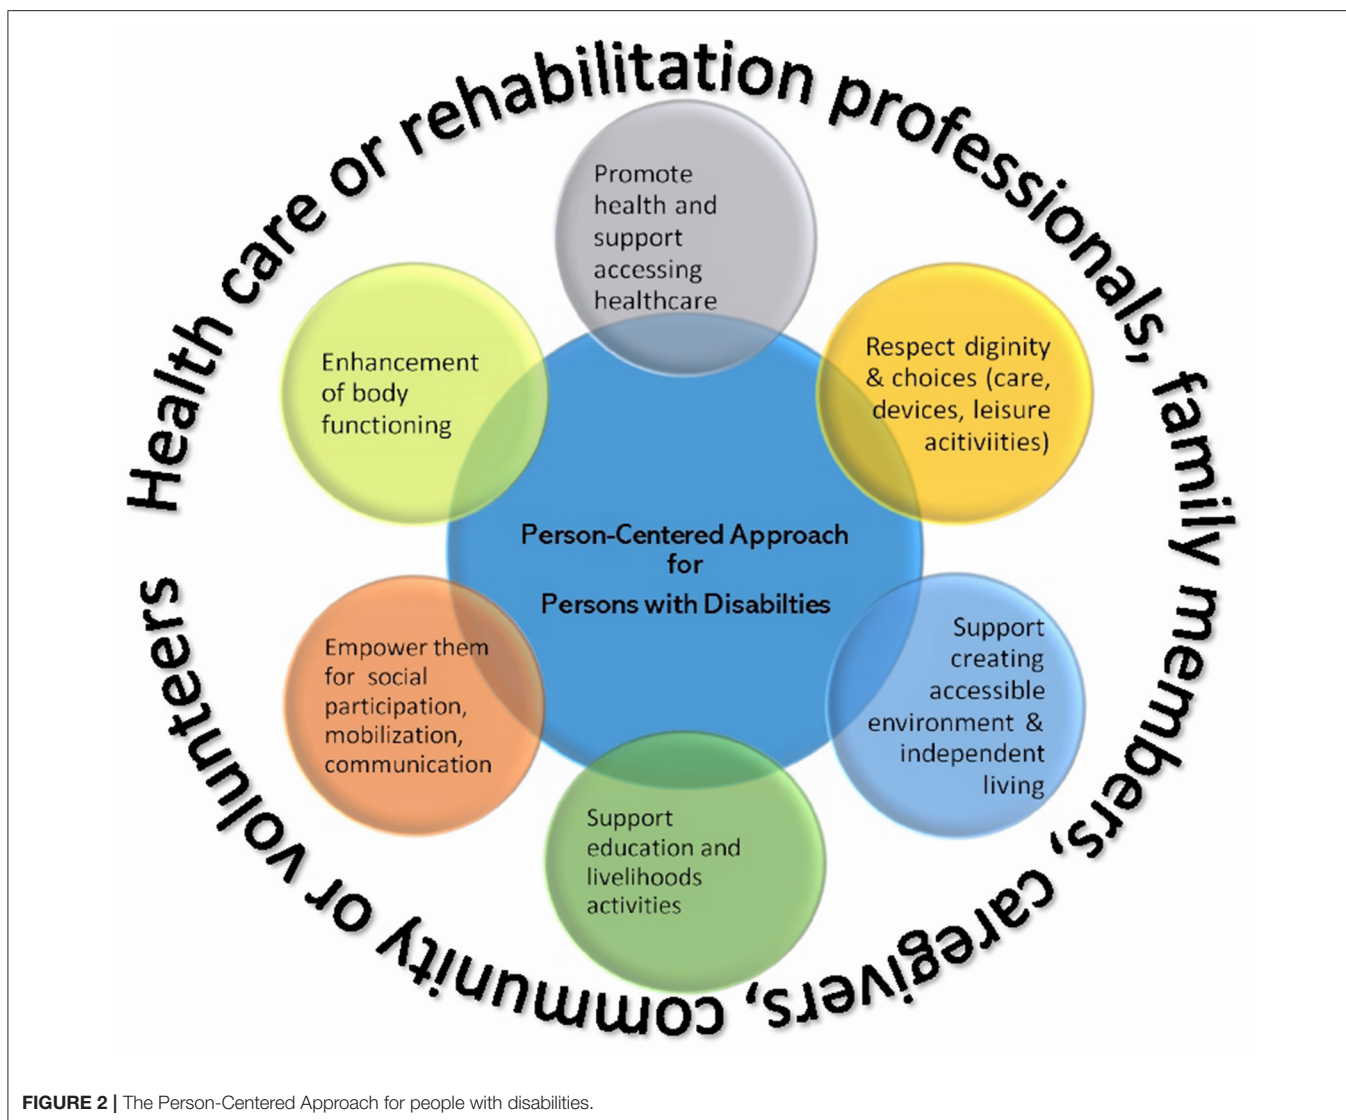 Health care or rehabilitation professionals, family members, caregivers, community or volunteers
Promote
health and
support
accessing
healthcare
Respect diginity
& choices (care,
devices, leisure
acitiviities)
Support
creating
accessible
environment &
independent
living
Support
education and
livelihoods
activities
Empower them
for social
participation,
mobilization,
communication
Enhancement
of body
functioning
Person-Centered Approach
for
Persons with Disabilties
FIGURE 2 | The Person-Centered Approach for people with disabilities.